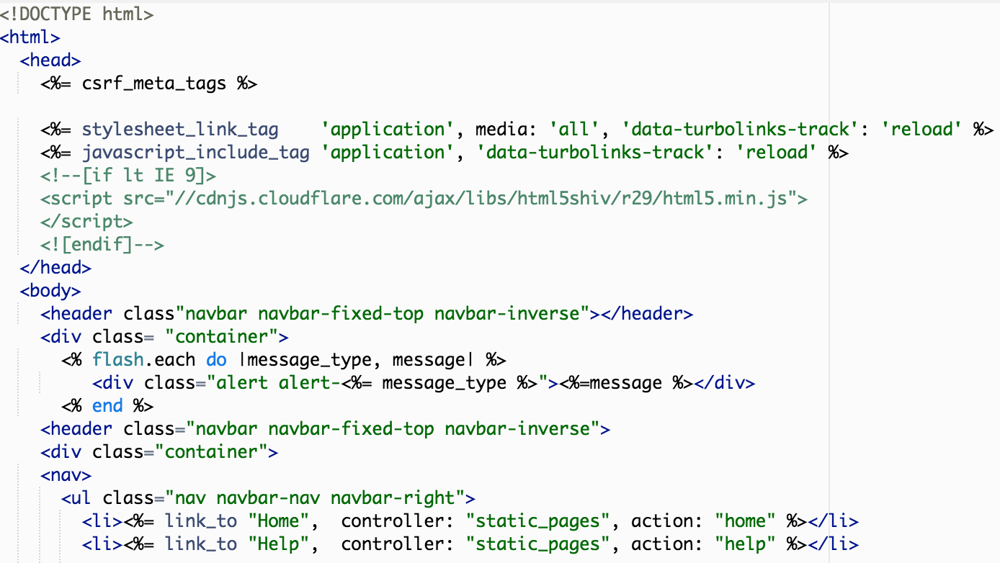 <!DOCTYPE html>
<html>
  <head>
    <%= csrf_meta_tags %>

    <%= stylesheet_link_tag    'application', media: 'all', 'data-turbolinks-track': 'reload' %>
    <%= javascript_include_tag 'application', 'data-turbolinks-track': 'reload' %>
    <!--[if lt IE 9]>
    <script src="//cdnjs.cloudflare.com/ajax/libs/html5shiv/r29/html5.min.js">
    </script>
    <![endif]-->
  </head>
  <body>
    <header class"navbar navbar-fixed-top navbar-inverse"></header>
    <div class= "container">
      <% flash.each do |message_type, message| %>
         <div class="alert alert-<%= message_type %>"><%=message %></div>
      <% end %>
    <header class="navbar navbar-fixed-top navbar-inverse">
    <div class="container">
    <nav>
      <ul class="nav navbar-nav navbar-right">
        <li><%= link_to "Home",  controller: "static_pages", action: "home" %></li>
        <li><%= link_to "Help",  controller: "static_pages", action: "help" %></li>